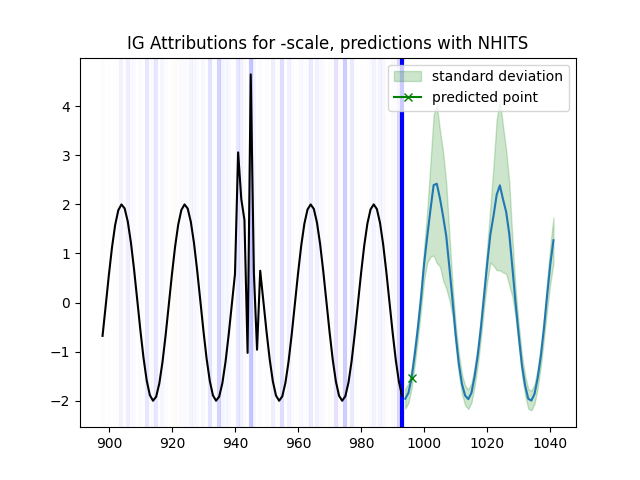 IG Attributions for -scale, predictions with NHITS
standard deviation
predicted point
4
3
2
1
0
−1
−2
900 920 940 960 980 1000 1020 1040